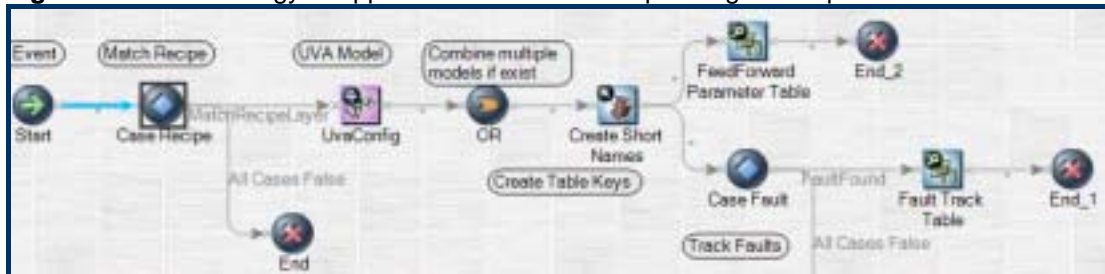 Event)
Match Recipe
UVA Model
Combine multiple
models if exist
FeedForward
Parameter Table
End_2
Start
Case Recipe
MatchRecipeLayer
UvaConfig
OR
Create Short
Names
All Cases False
Create Table Keys
Case Fault
FaultFound
Fault Track
Table
End_1
Track Faults
All Cases False
End